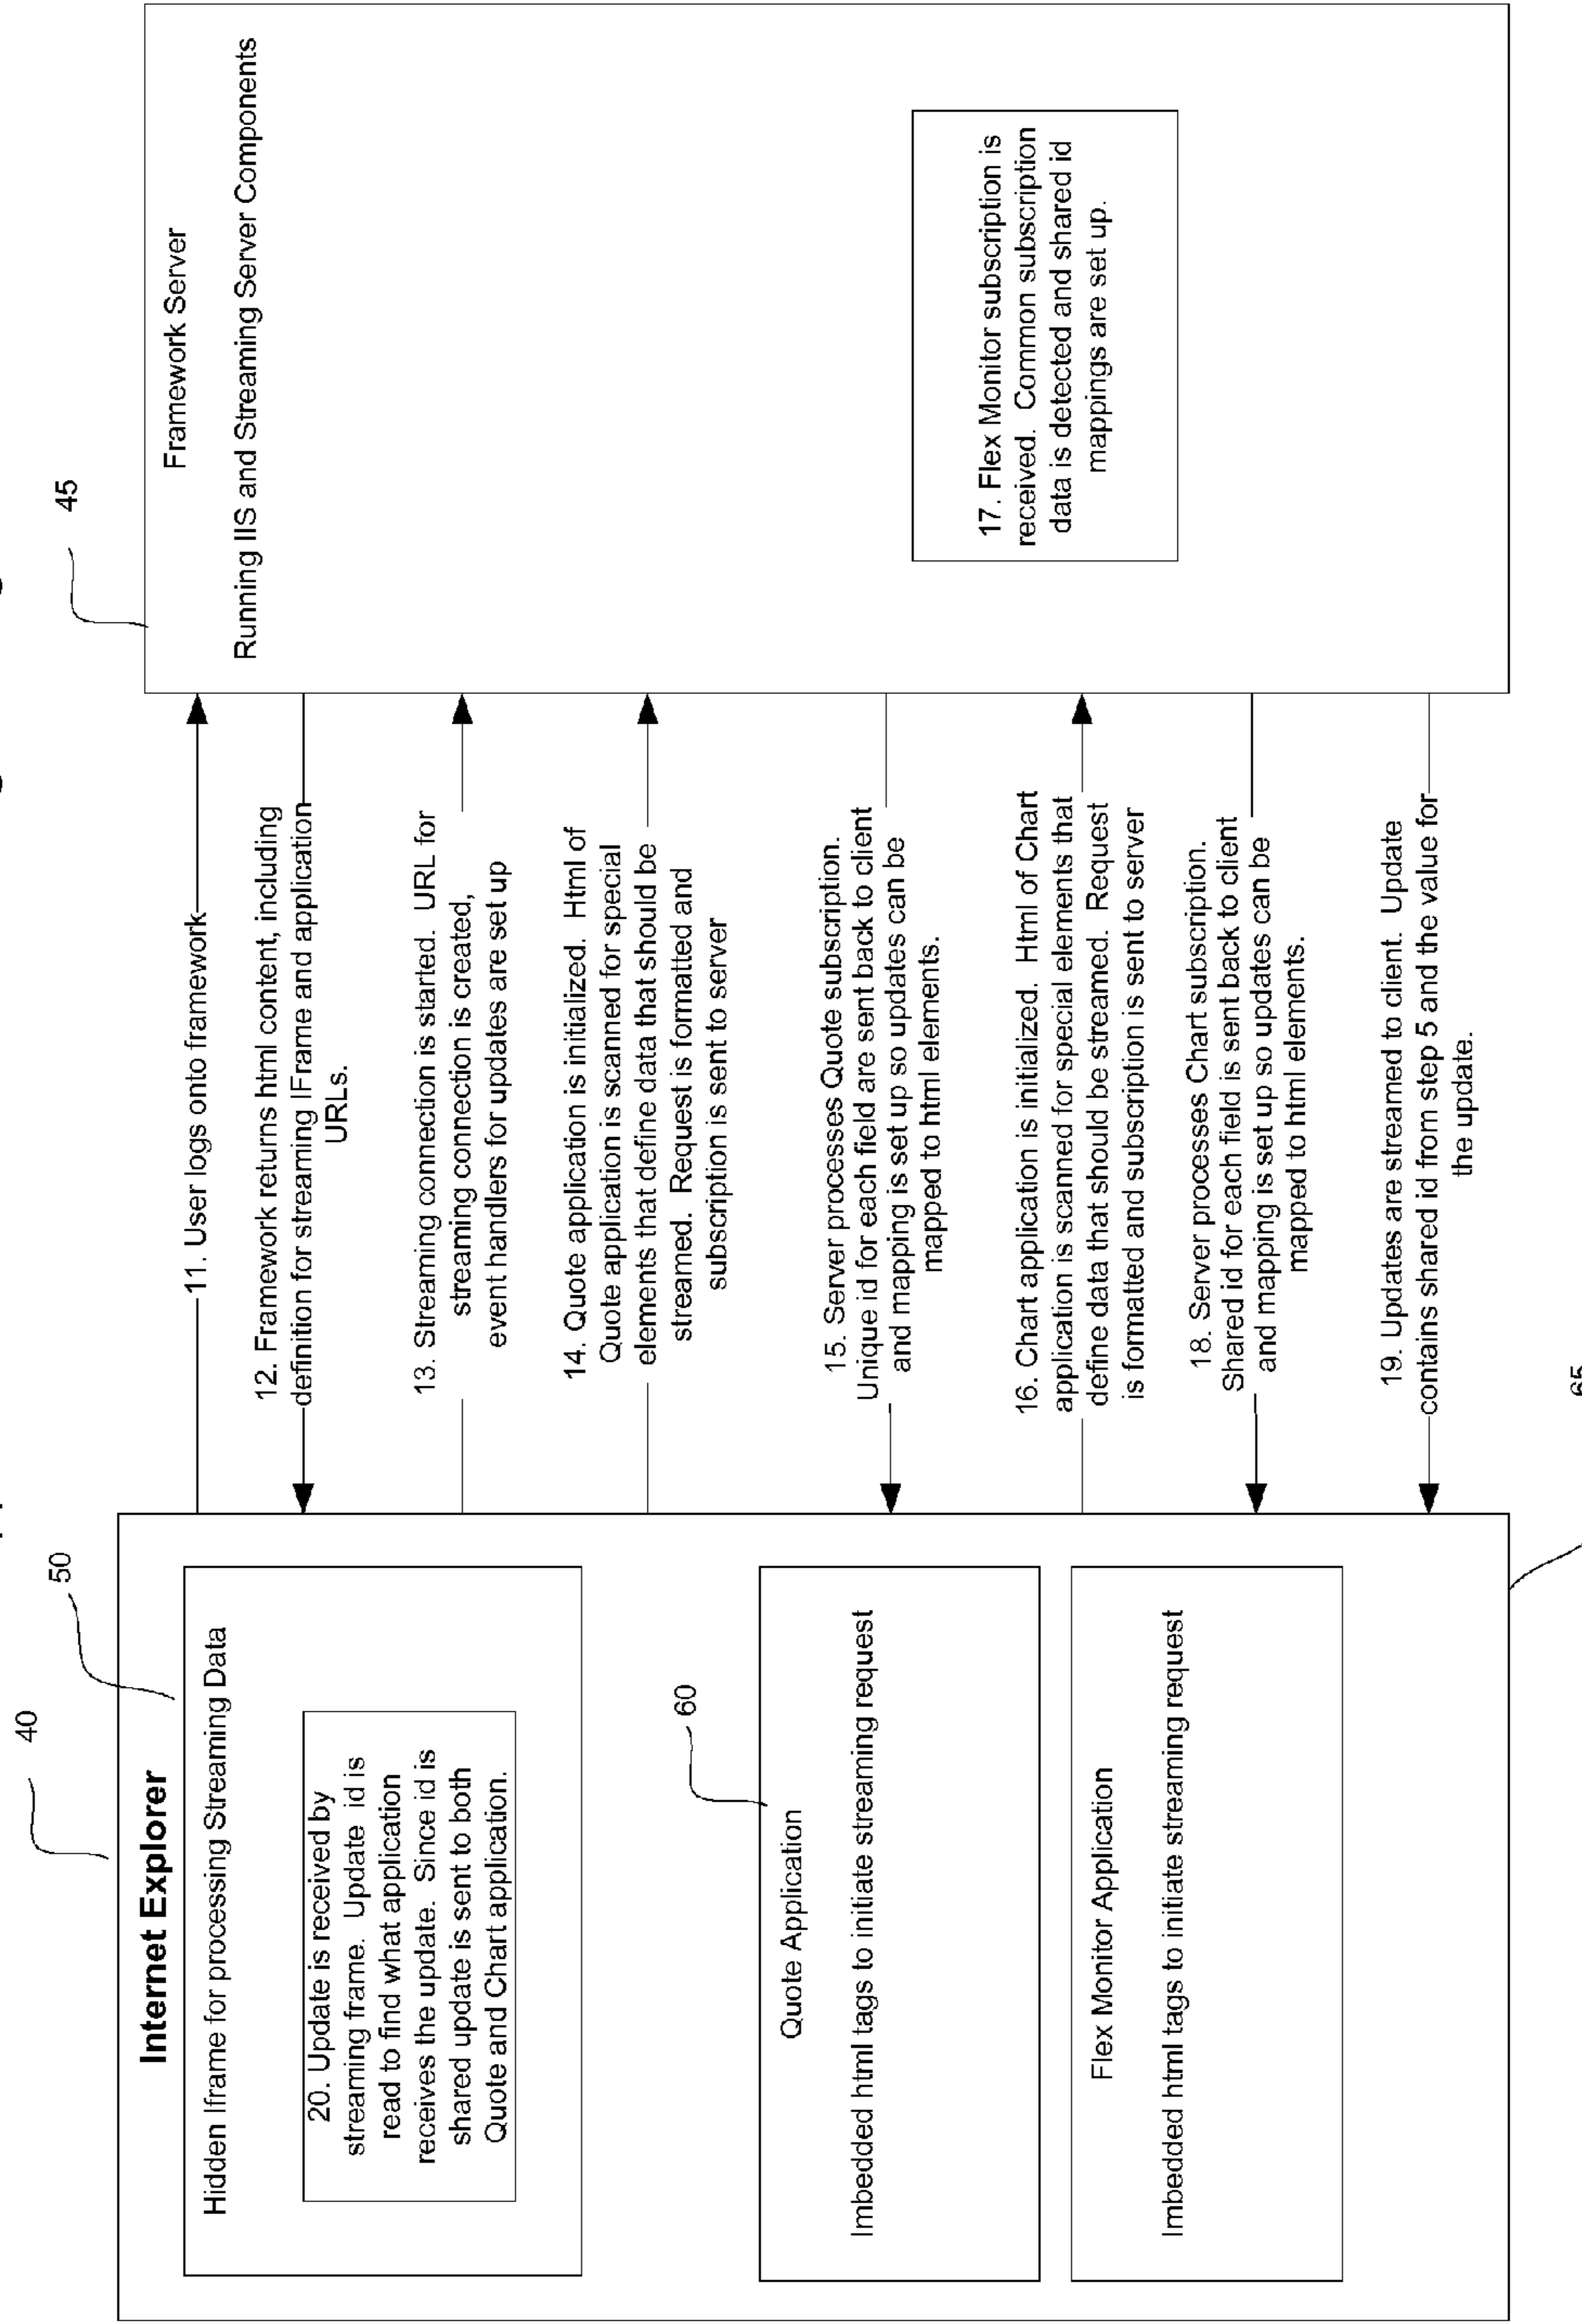 40
50
Internet Explorer
Hidden Iframe for processing Streaming Data
20. Update is received by
streaming frame. Update id is
read to find what application
receives the update. Since id is
shared update is sent to both
Quote and Chart application.
60
Quote Application
Imbedded html tags to initiate streaming request
Flex Monitor Application
Imbedded html tags to initiate streaming request
65
11. User logs onto framework
12. Framework returns html content, including
definition for streaming IFrame and application
URLs.
13. Streaming connection is started. URL for
streaming connection is created,
event handlers for updates are set up
14. Quote application is initialized. Html of
Quote application is scanned for special
elements that define data that should be
streamed. Request is formatted and
subscription is sent to server
15. Server processes Quote subscription.
Unique id for each field are sent back to client
and mapping is set up so updates can be
mapped to html elements.
16. Chart application is initialized. Html of Chart
application is scanned for special elements that
define data that should be streamed. Request
is formatted and subscription is sent to server
18. Server processes Chart subscription.
Shared id for each field is sent back to client
and mapping is set up so updates can be
mapped to html elements.
19. Updates are streamed to client. Update
contains shared id from step 5 and the value for
the update.
45
Framework Server
Running IIS and Streaming Server Components
17. Flex Monitor subscription is
received. Common subscription
data is detected and shared id
mappings are set up.